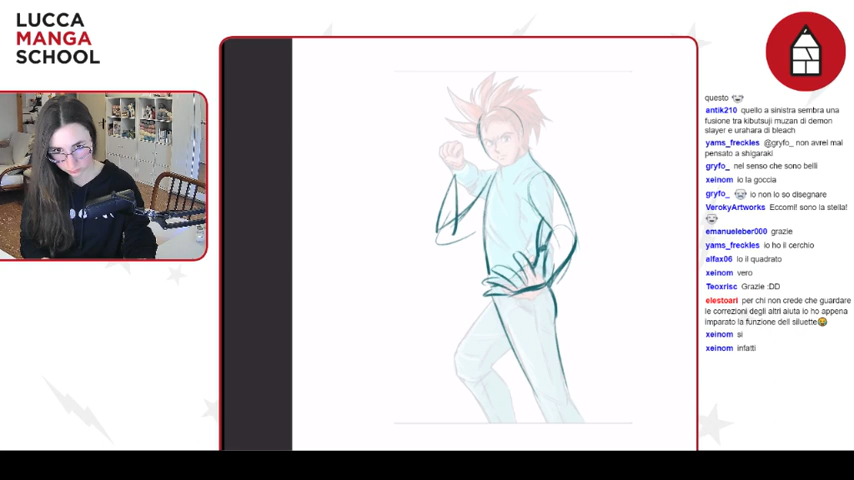 LUCCA
MANGA
SCHOOL
questo
antik210 quello a sinistra sembra una
fusione tra kibutsuji muzan di demon
slayer e urahara di bleach
yams_freckles @gryfo_ non avrei mai
pensato a shigaraki
gryfo_ nel senso che sono belli
xeinom io la goccia
gryfo_ io non lo so disegnare
VerokyArtworks Eccomi! sono la stella!
emanueleber000 grazie
yams_freckles io ho il cerchio
alfax06 Io il quadrato
xeinom vero
Teoxrisc Grazie :DD
elestoari per chi non crede che guardare
le correzioni degli altri aiuta io ho appena
imparato la funzione dell siluette
xeinom si
xeinom infatti